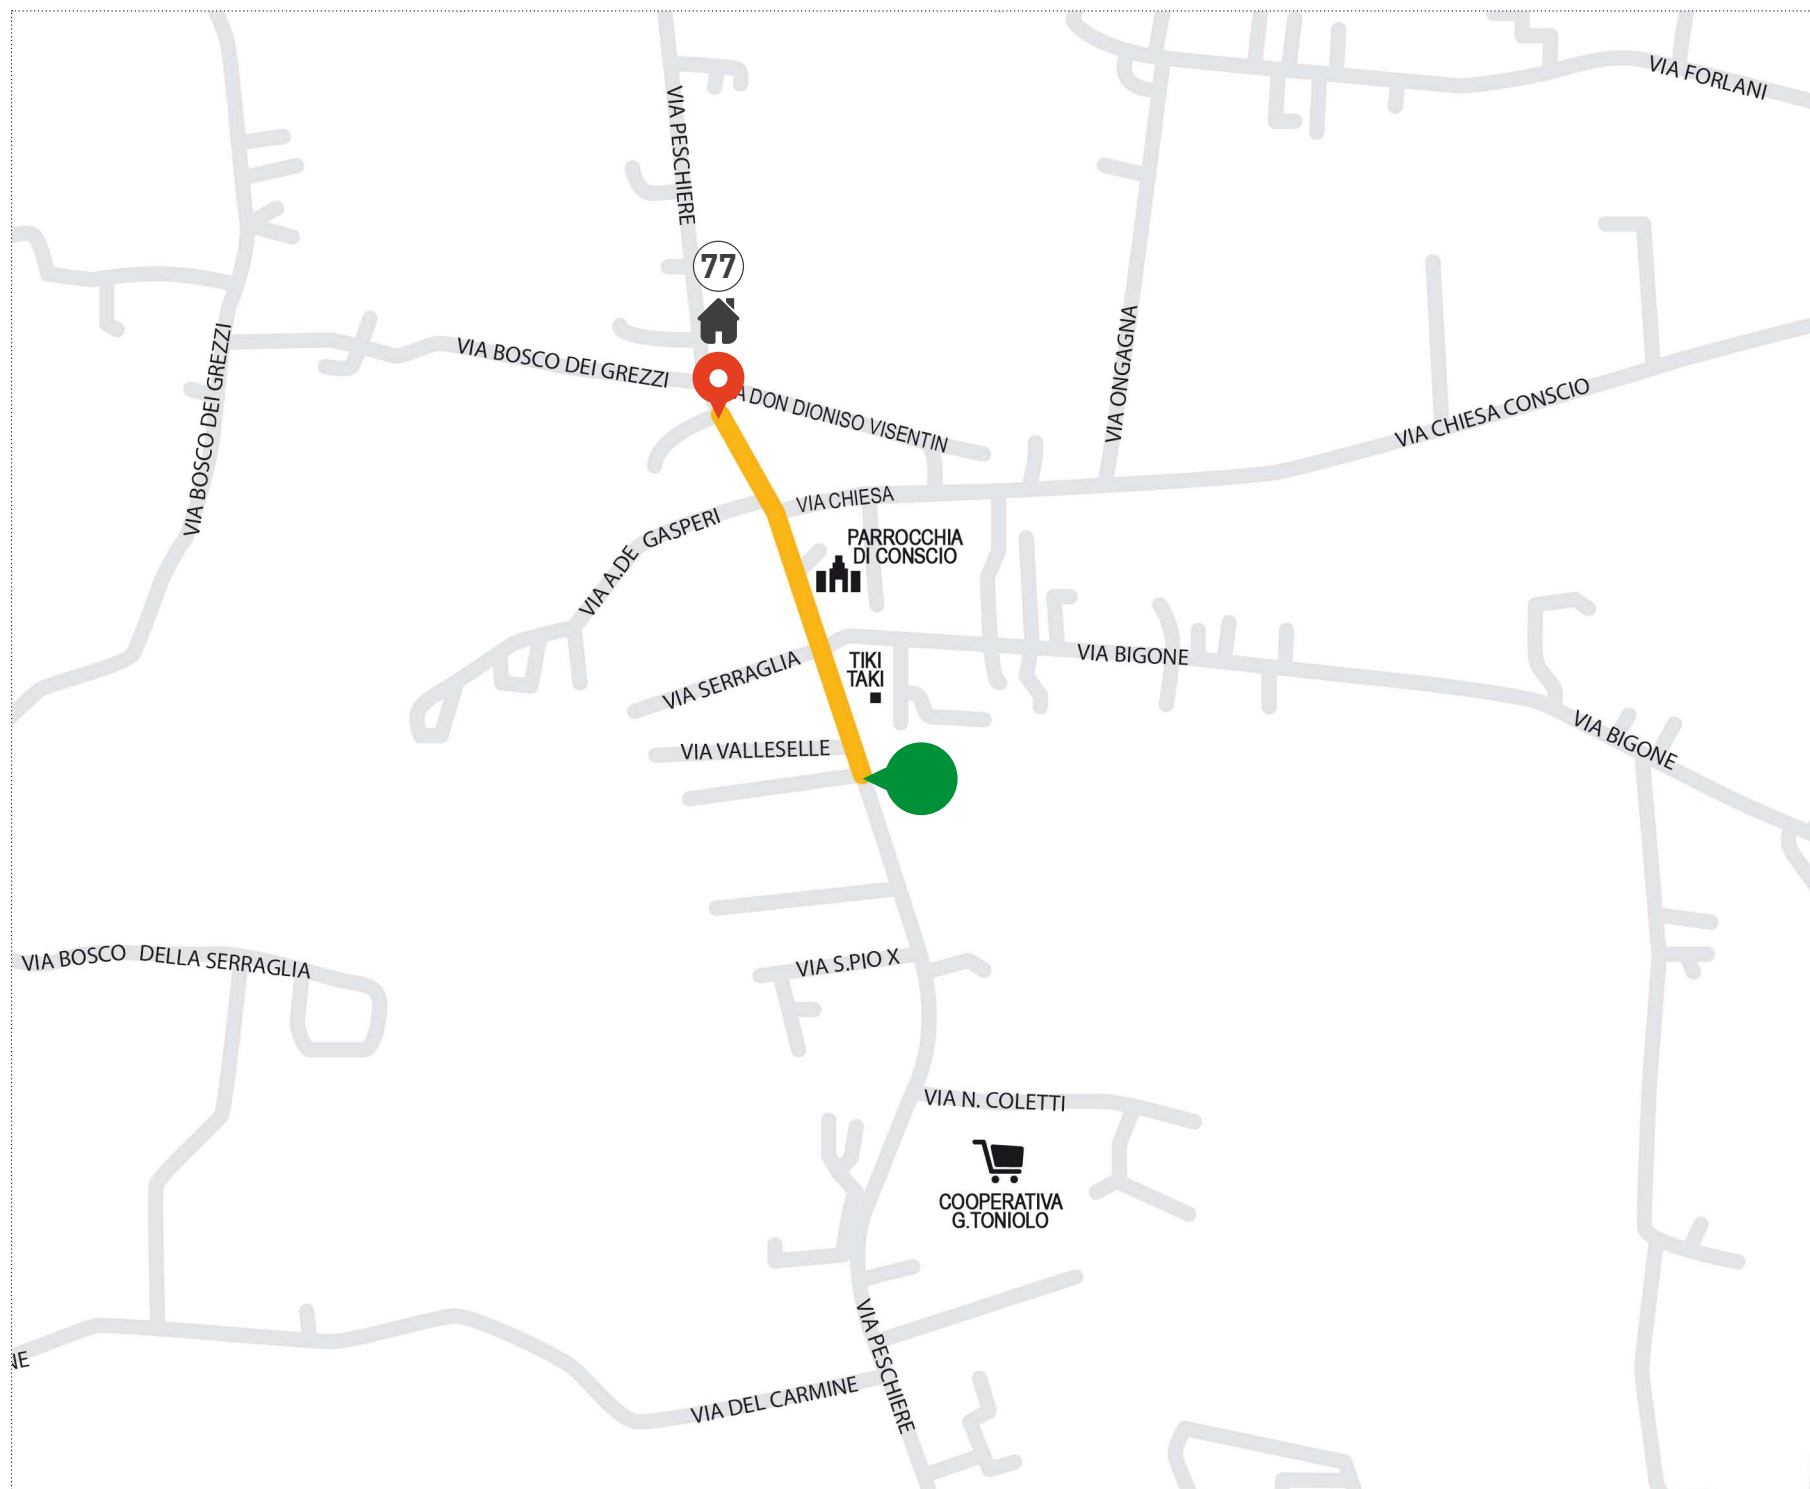 VIA FORLANI
VIA PESCHIERE
77
VIA BOSCO DEI GREZZI
VIA BOSCO DEI GREZZI
DON DIONISO VISENTIN
VIA ONGAGNA
VIA CHIESA CONSCIO
VIA CHIESA
VIA A.DE GASPERI
PARROCCHIA
DI CONSCIO
VIA SERRAGLIA
TIKI
TAKI
VIA BIGONE
VIA VALLESELLE
VIA BIGONE
VIA BOSCO DELLA SERRAGLIA
VIA S.PIO X
VIA N. COLETTI
COOPERATIVA
G.TONIOLO
VIA PESCHIERE
VIA DEL CARMINE